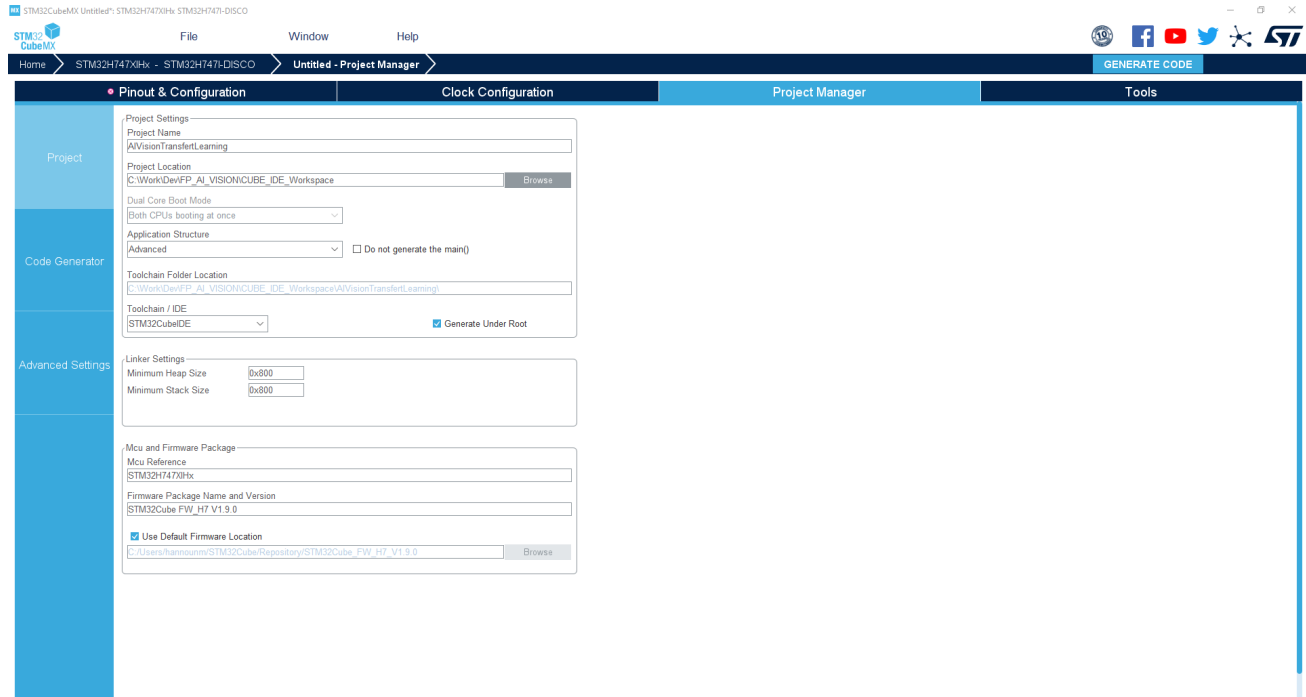 MX STM32CubeMX Untitled*: STM32H747XIHx STM32H747I-DISCO
STM32
CubeMX
File Window Help
10
Home STM32H747XIHx - STM32H747I-DISCO Untitled - Project Manager GENERATE CODE
Pinout & Configuration Clock Configuration Project Manager Tools
Project
Code Generator
Advanced Settings
Project Settings
Project Name
AIVisionTransfertLearning
Project Location
C:\Work\Dev\FP_AI_VISION\CUBE_IDE_Workspace Browse
Dual Core Boot Mode
Both CPUs booting at once
Application Structure
Advanced Do not generate the main()
Toolchain Folder Location
C:\Work\Dev\FP_AI_VISION\CUBE_IDE_Workspace\AIVisionTransfertLearning\
Toolchain / IDE
STM32CubeIDE Generate Under Root
Linker Settings
Minimum Heap Size 0x800
Minimum Stack Size 0x800
Mcu and Firmware Package
Mcu Reference
STM32H747XIHx
Firmware Package Name and Version
STM32Cube FW_H7 V1.9.0
Use Default Firmware Location
C:/Users/hannounm/STM32Cube/Repository/STM32Cube_FW_H7_V1.9.0 Browse